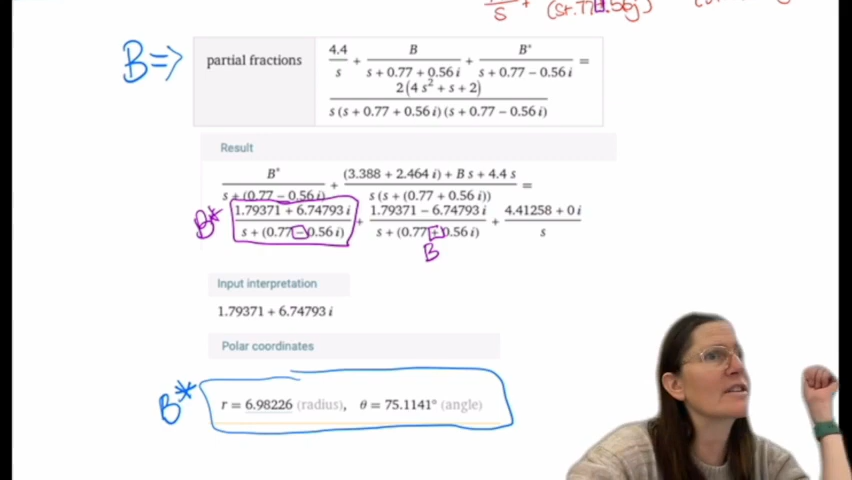 s + (s+.77+.56j)
B ⇒
partial fractions
4.4/s + B/(s + 0.77 + 0.56 i) + B*/(s + 0.77 − 0.56 i) =
2(4 s² + s + 2)/(s (s + 0.77 + 0.56 i) (s + 0.77 − 0.56 i))
Result
B*/(s + (0.77 − 0.56 i)) + ((3.388 + 2.464 i) + B s + 4.4 s)/(s (s + (0.77 + 0.56 i))) =
B* (1.79371 + 6.74793 i)/(s + (0.77 − 0.56 i)) + (1.79371 − 6.74793 i)/(s + (0.77 + 0.56 i)) + (4.41258 + 0 i)/s
B
Input interpretation
1.79371 + 6.74793 i
Polar coordinates
B* r = 6.98226 (radius), θ = 75.1141° (angle)